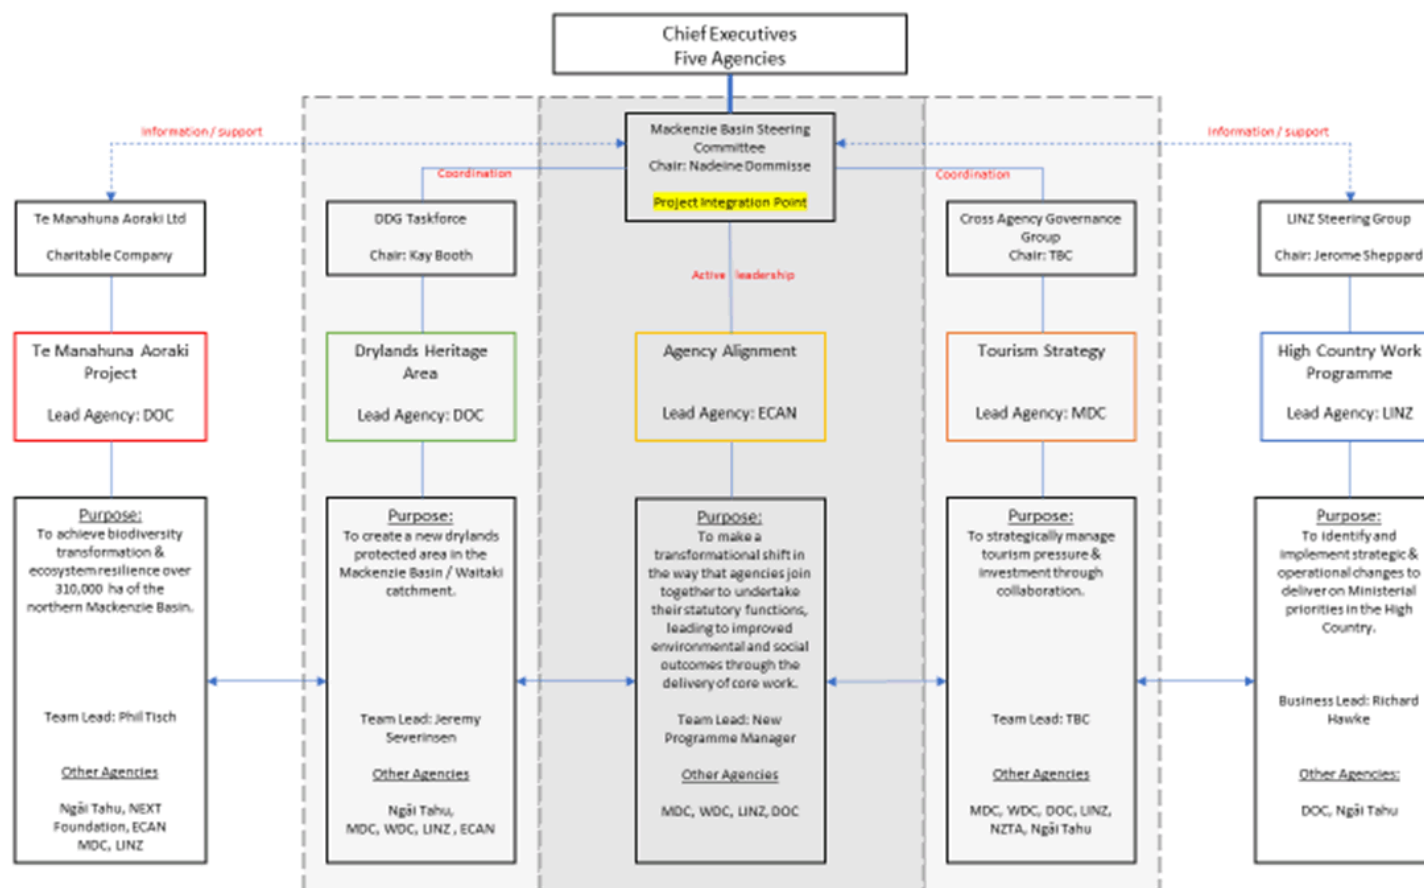 Chief Executives
Five Agencies
Information / support
Information / support
Mackenzie Basin Steering
Committee
Chair: Nadeine Dommisse
Project Integration Point
Coordination
Coordination
Te Manahuna Aoraki Ltd
Charitable Company
DDG Taskforce
Chair: Kay Booth
Cross Agency Governance
Group
Chair: TBC
LINZ Steering Group
Chair: Jerome Sheppard
Active leadership
Te Manahuna Aoraki
Project
Lead Agency: DOC
Drylands Heritage
Area
Lead Agency: DOC
Agency Alignment
Lead Agency: ECAN
Tourism Strategy
Lead Agency: MDC
High Country Work
Programme
Lead Agency: LINZ
Purpose:
To achieve biodiversity
transformation &
ecosystem resilience over
310,000 ha of the
northern Mackenzie Basin.
Team Lead: Phil Tisch
Other Agencies
Ngāi Tahu, NEXT
Foundation, ECAN
MDC, LINZ
Purpose:
To create a new drylands
protected area in the
Mackenzie Basin / Waitaki
catchment.
Team Lead: Jeremy
Severinsen
Other Agencies
Ngāi Tahu,
MDC, WDC, LINZ , ECAN
Purpose:
To make a
transformational shift in
the way that agencies join
together to undertake
their statutory functions,
leading to improved
environmental and social
outcomes through the
delivery of core work.
Team Lead: New
Programme Manager
Other Agencies
MDC, WDC, LINZ, DOC
Purpose:
To strategically manage
tourism pressure &
investment through
collaboration.
Team Lead: TBC
Other Agencies
MDC, WDC, DOC, LINZ,
NZTA, Ngāi Tahu
Purpose:
To identify and
implement strategic &
operational changes to
deliver on Ministerial
priorities in the High
Country.
Business Lead: Richard
Hawke
Other Agencies:
DOC, Ngāi Tahu